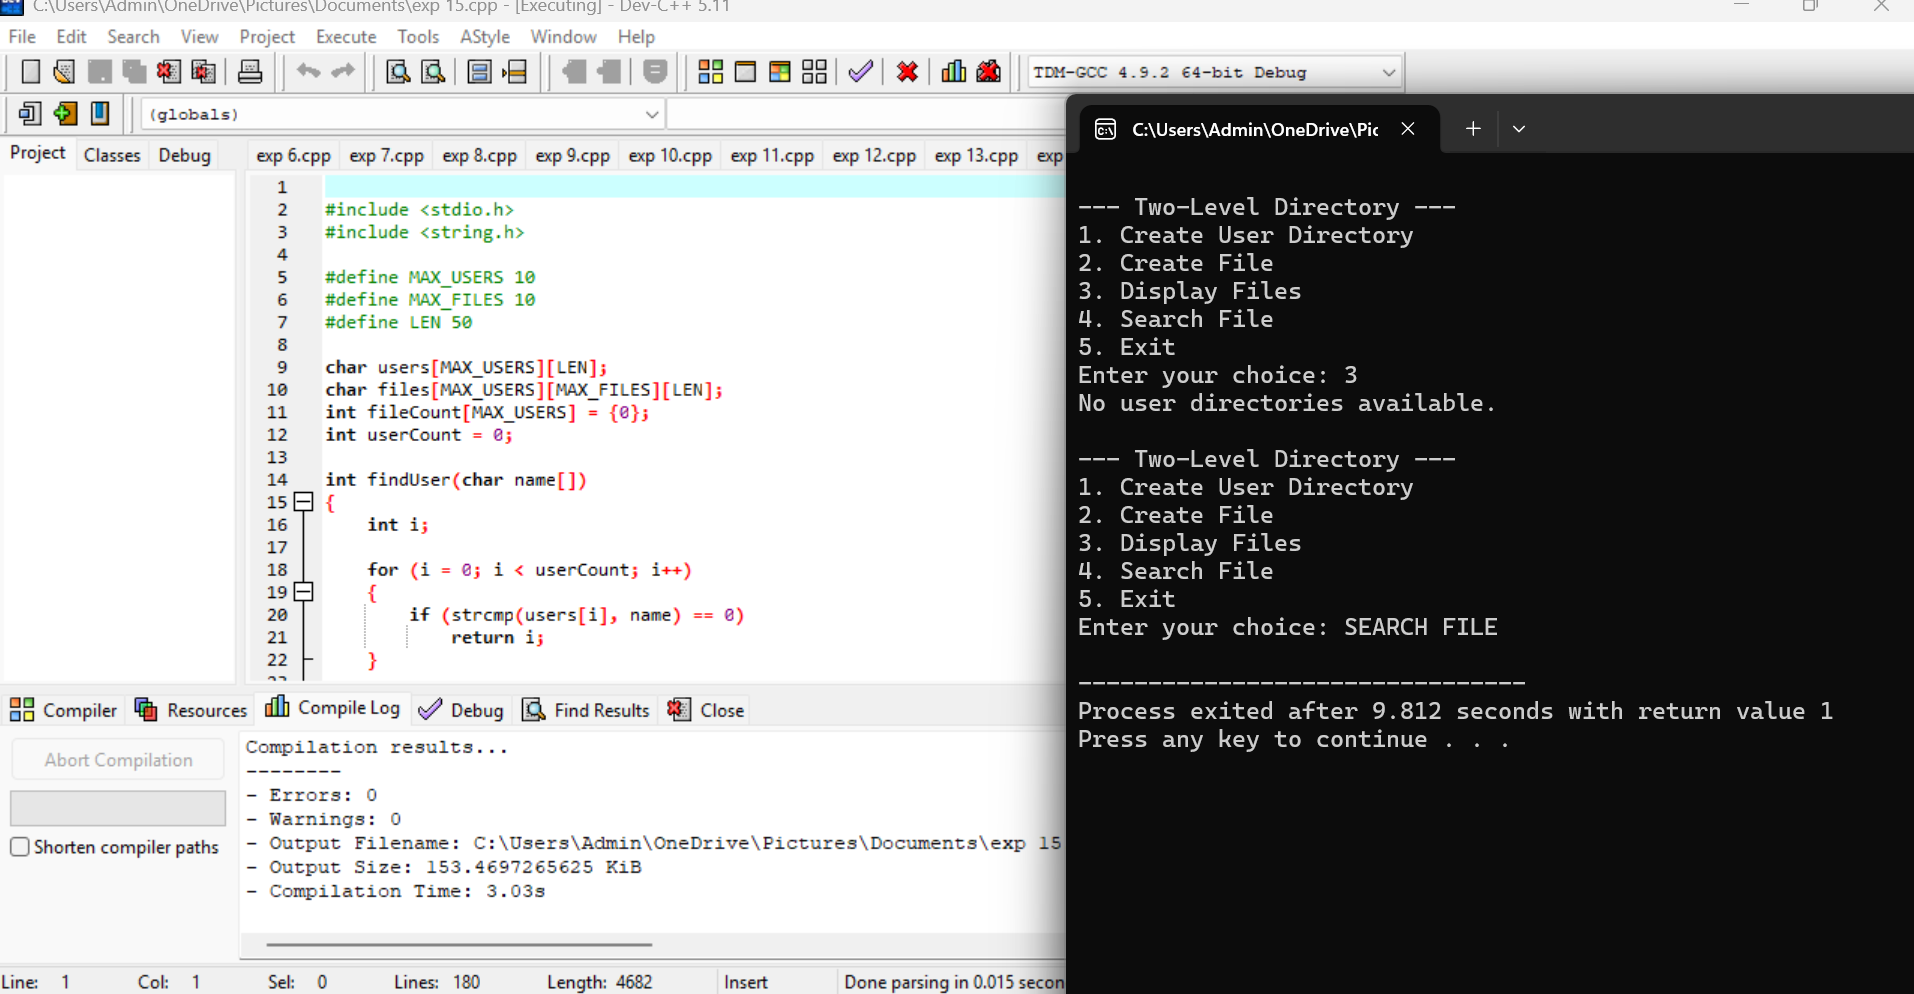 C:\Users\Admin\OneDrive\Pictures\Documents\exp 15.cpp - [Executing] - Dev-C++ 5.11
File Edit Search View Project Execute Tools AStyle Window Help
TDM-GCC 4.9.2 64-bit Debug
(globals)
Project Classes Debug
exp 6.cpp exp 7.cpp exp 8.cpp exp 9.cpp exp 10.cpp exp 11.cpp exp 12.cpp exp 13.cpp exp
1
2 #include <stdio.h>
3 #include <string.h>
4
5 #define MAX_USERS 10
6 #define MAX_FILES 10
7 #define LEN 50
8
9 char users[MAX_USERS][LEN];
10 char files[MAX_USERS][MAX_FILES][LEN];
11 int fileCount[MAX_USERS] = {0};
12 int userCount = 0;
13
14 int findUser(char name[])
15 {
16 int i;
17
18 for (i = 0; i < userCount; i++)
19 {
20 if (strcmp(users[i], name) == 0)
21 return i;
22 }
Compiler Resources Compile Log Debug Find Results Close
Abort Compilation
Shorten compiler paths
Compilation results...
--------
- Errors: 0
- Warnings: 0
- Output Filename: C:\Users\Admin\OneDrive\Pictures\Documents\exp 15
- Output Size: 153.4697265625 KiB
- Compilation Time: 3.03s
Line: 1 Col: 1 Sel: 0 Lines: 180 Length: 4682 Insert Done parsing in 0.015 secon
C:\Users\Admin\OneDrive\Pic
--- Two-Level Directory ---
1. Create User Directory
2. Create File
3. Display Files
4. Search File
5. Exit
Enter your choice: 3
No user directories available.
--- Two-Level Directory ---
1. Create User Directory
2. Create File
3. Display Files
4. Search File
5. Exit
Enter your choice: SEARCH FILE
--------------------------------
Process exited after 9.812 seconds with return value 1
Press any key to continue . . .